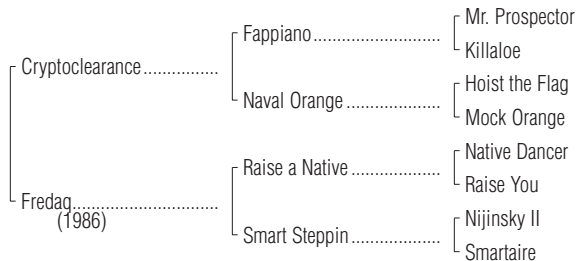 Mr. Prospector
Fappiano
Killaloe
Cryptoclearance
Hoist the Flag
Naval Orange
Mock Orange
Native Dancer
Raise a Native
Raise You
Fredaq
(1986)
Nijinsky II
Smart Steppin
Smartaire